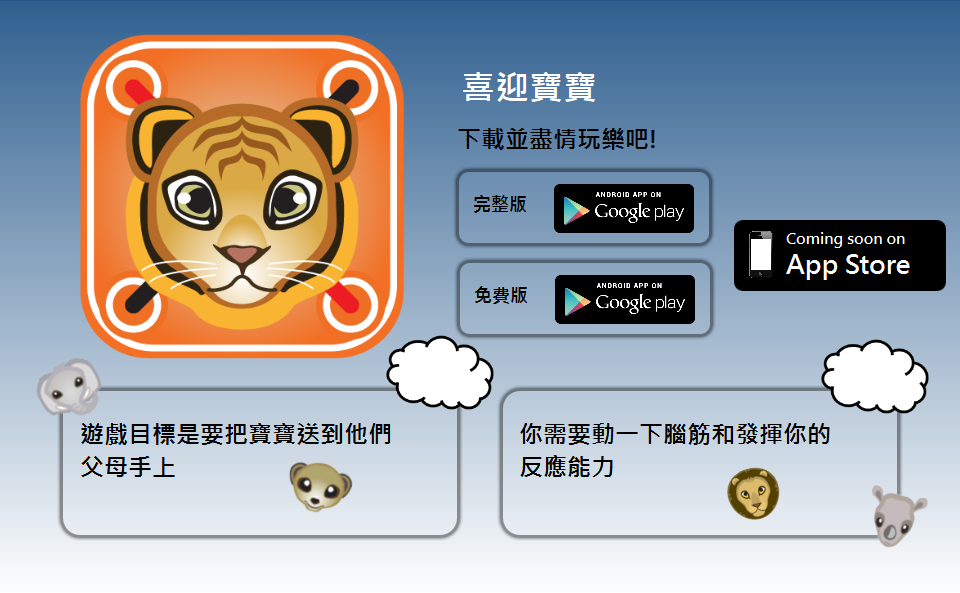 喜迎寶寶
下載並盡情玩樂吧!
完整版
ANDROID APP ON
Google play
免費版
ANDROID APP ON
Google play
Coming soon on
App Store
遊戲目標是要把寶寶送到他們
父母手上
你需要動一下腦筋和發揮你的
反應能力